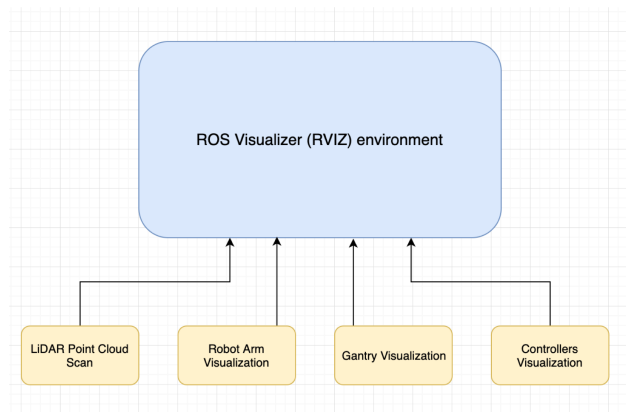 ROS Visualizer (RVIZ) environment
LiDAR Point Cloud
Scan
Robot Arm
Visualization
Gantry Visualization
Controllers
Visualization